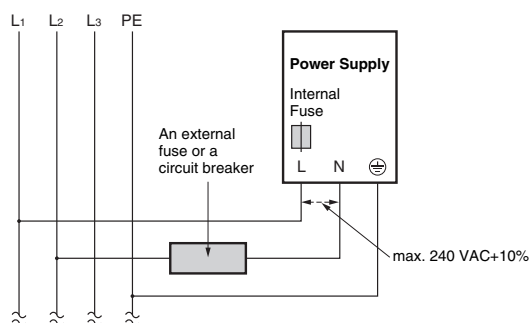 L1 L2 L3 PE
Power Supply
Internal
Fuse
An external
fuse or a
circuit breaker
L N
max. 240 VAC+10%